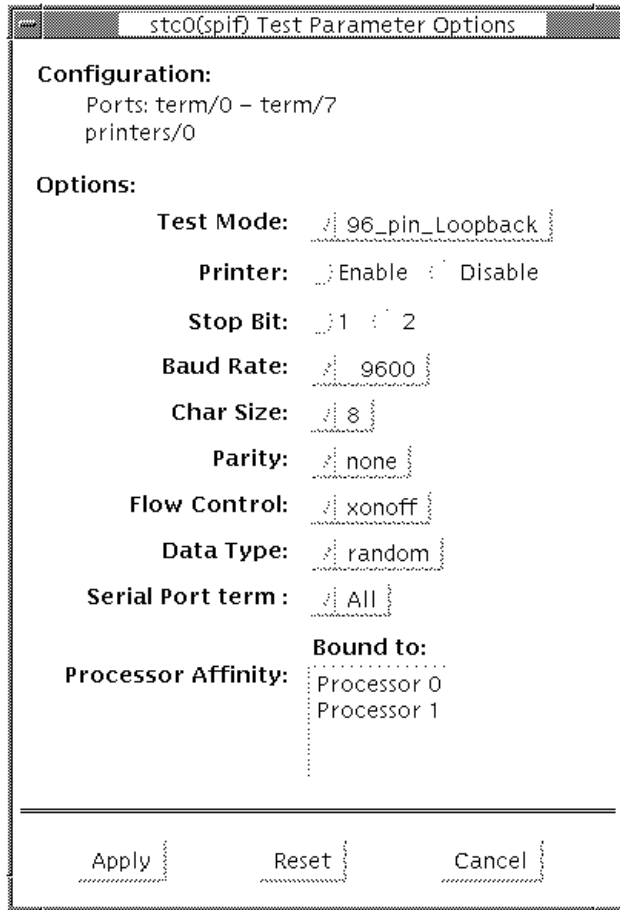 stc0(spif) Test Parameter Options
Configuration:
Ports: term/0 – term/7
printers/0
Options:
Test Mode: 96_pin_Loopback
Printer: Enable Disable
Stop Bit: 1 2
Baud Rate: 9600
Char Size: 8
Parity: none
Flow Control: xonoff
Data Type: random
Serial Port term : All
Bound to:
Processor Affinity:
Processor 0
Processor 1
Apply Reset Cancel